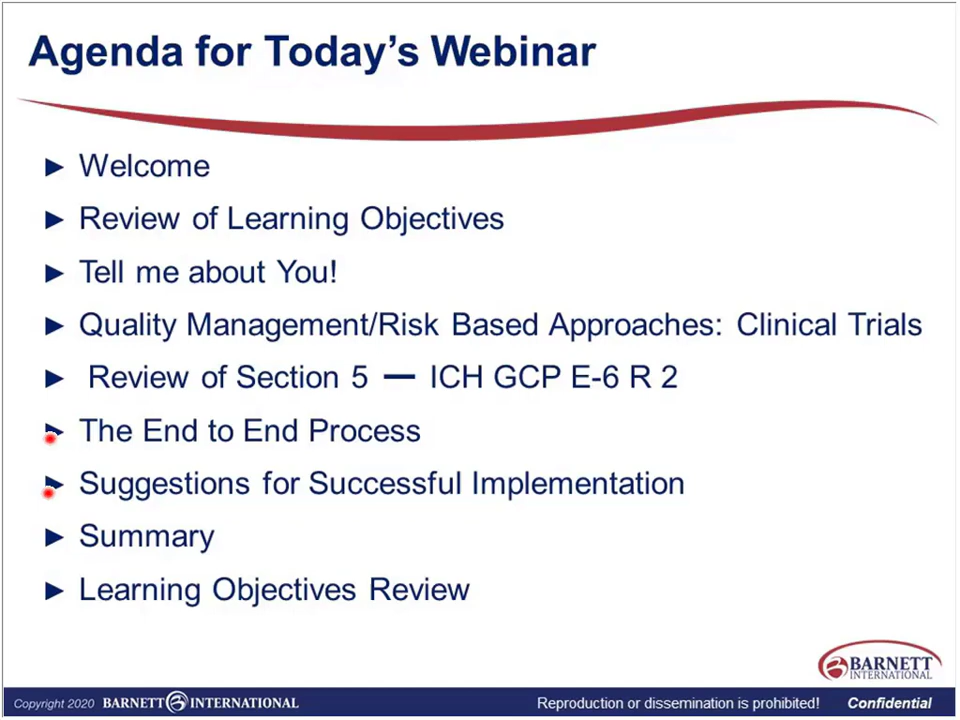 Agenda for Today's Webinar
► Welcome
► Review of Learning Objectives
► Tell me about You!
► Quality Management/Risk Based Approaches: Clinical Trials
► Review of Section 5 — ICH GCP E-6 R 2
► The End to End Process
► Suggestions for Successful Implementation
► Summary
► Learning Objectives Review
BARNETT
INTERNATIONAL
Copyright 2020 BARNETT INTERNATIONAL Reproduction or dissemination is prohibited! Confidential